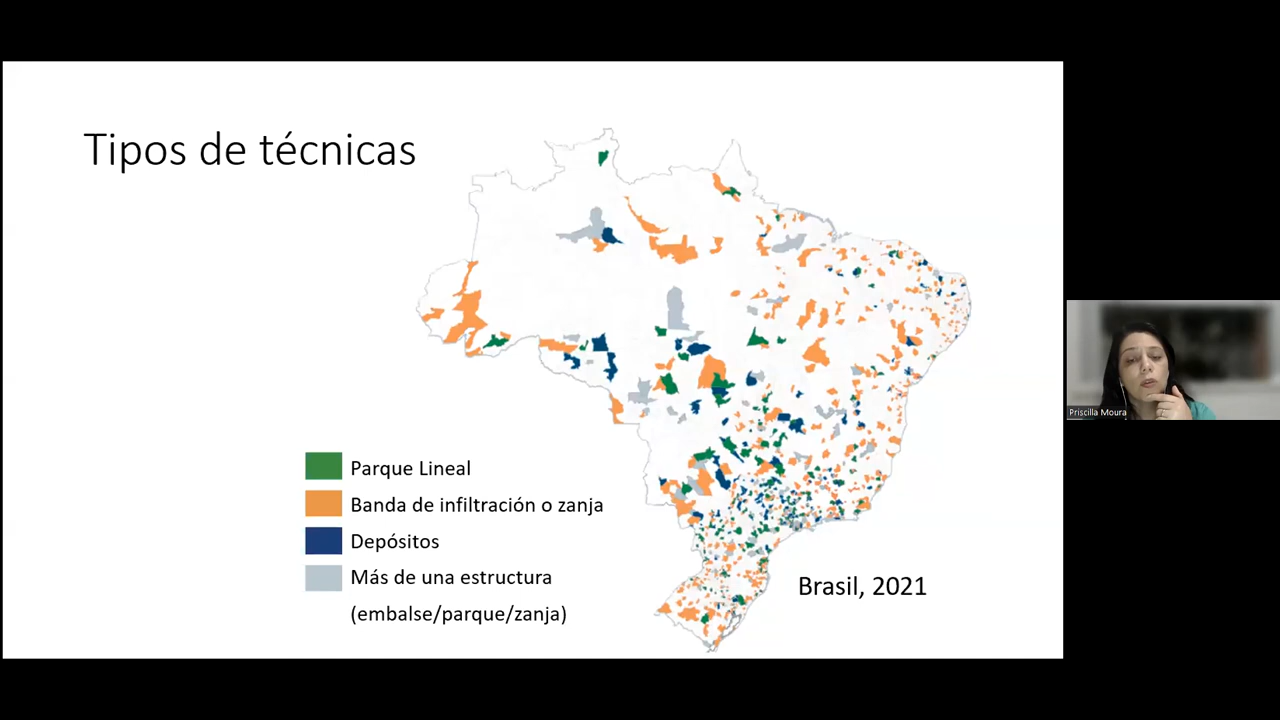 Tipos de técnicas
Parque Lineal
Banda de infiltración o zanja
Depósitos
Más de una estructura
(embalse/parque/zanja)
Brasil, 2021
Priscilla Moura